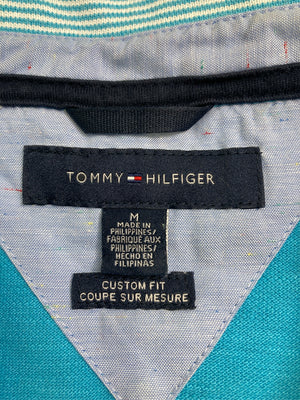 TOMMY HILFIGER
M
MADE IN
PHILIPPINES/
FABRIQUÉ AUX
PHILIPPINES/
HECHO EN
FILIPINAS
CUSTOM FIT
COUPE SUR MESURE